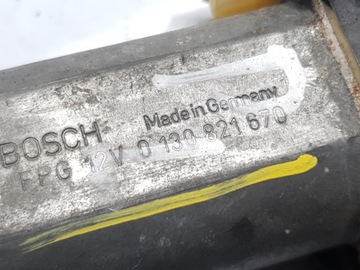 BOSCH Made in Germany
FPG 12V 0 130 821 670